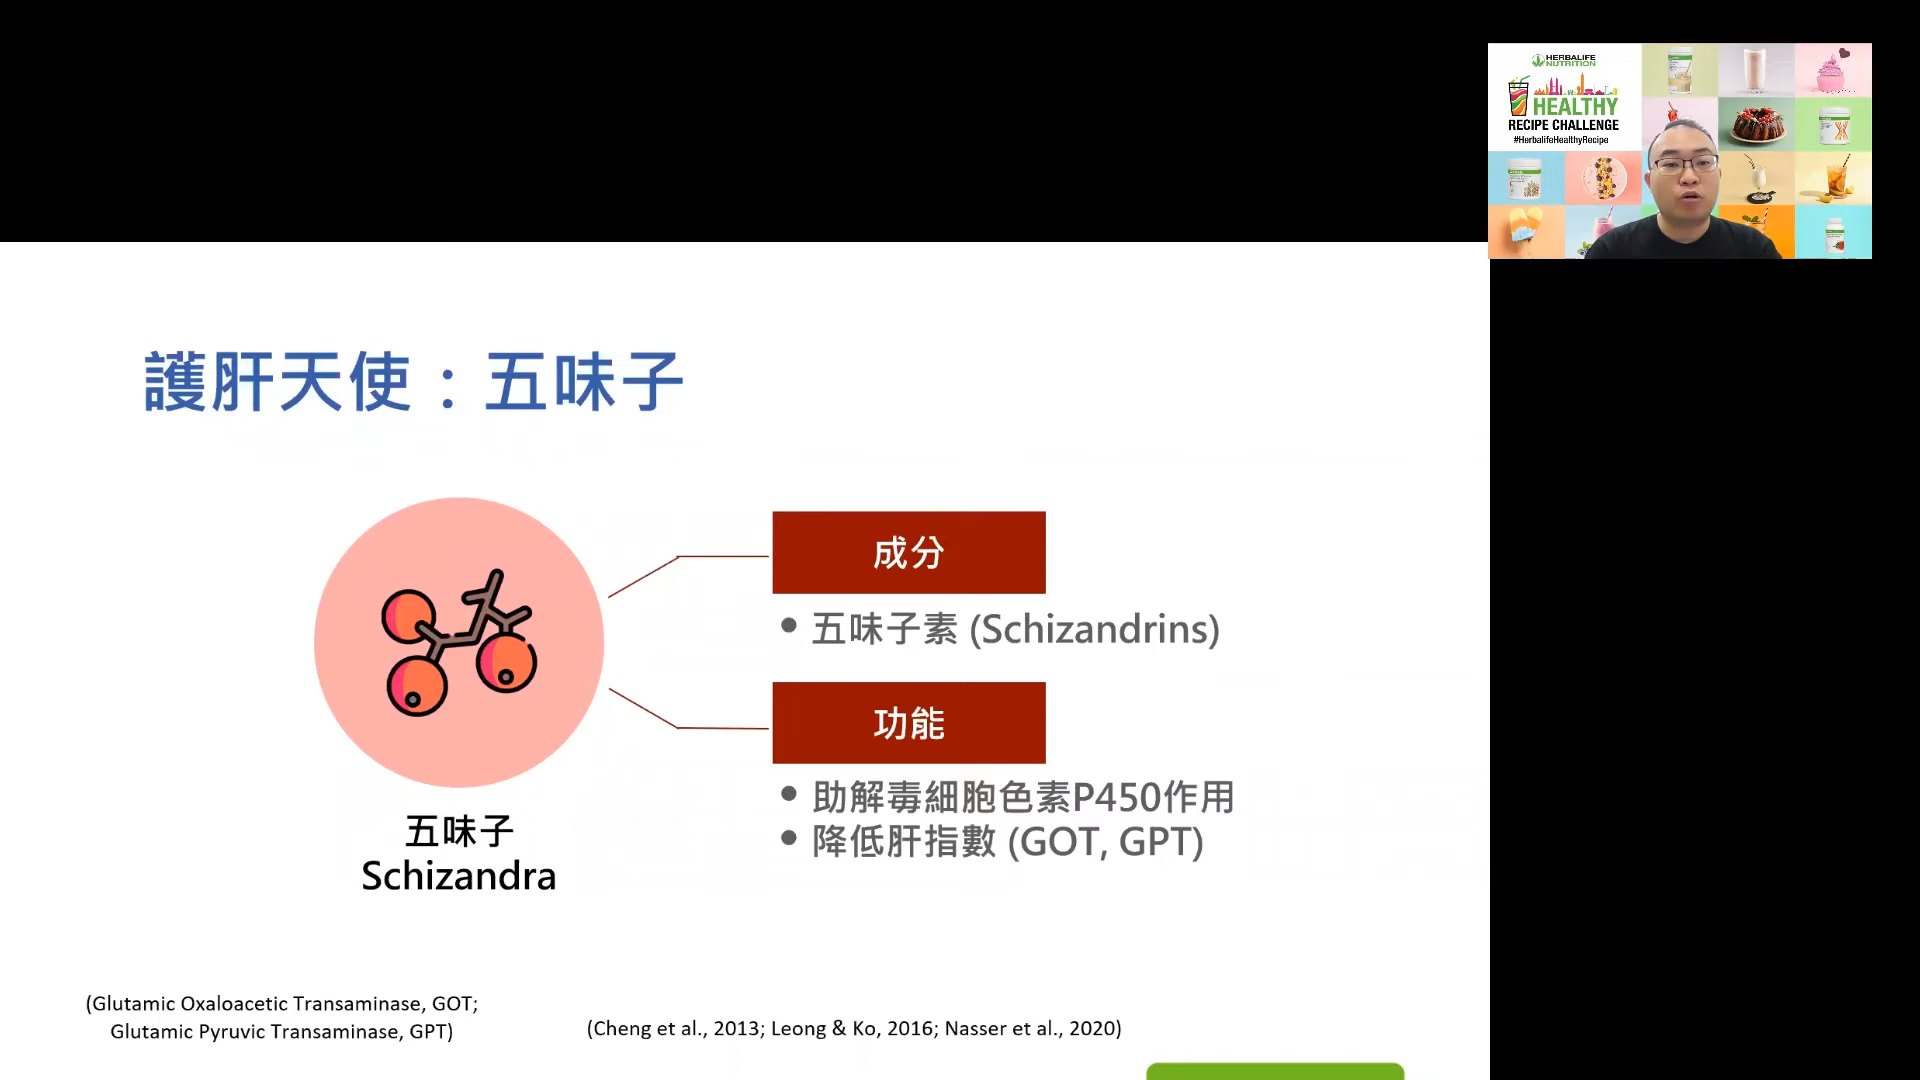 HERBALIFE
NUTRITION
HEALTHY
RECIPE CHALLENGE
#HerbalifeHealthyRecipe
護肝天使：五味子
成分
五味子素 (Schizandrins)
功能
助解毒細胞色素P450作用
降低肝指數 (GOT, GPT)
五味子
Schizandra
(Glutamic Oxaloacetic Transaminase, GOT;
Glutamic Pyruvic Transaminase, GPT)
(Cheng et al., 2013; Leong & Ko, 2016; Nasser et al., 2020)